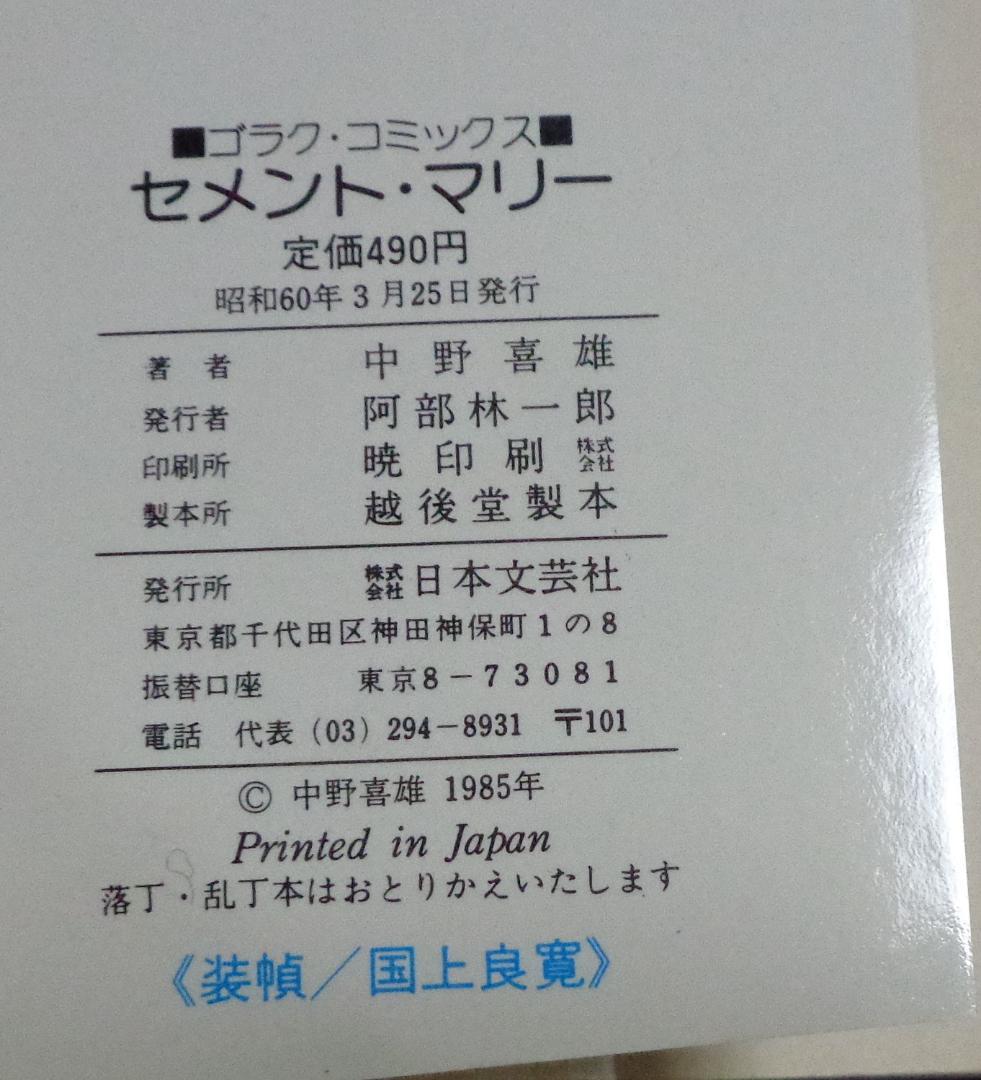 ■ゴラク・コミックス■
セメント・マリー
定価490円
昭和60年3月25日発行
著者 中野喜雄
発行者 阿部林一郎
印刷所 暁印刷株式会社
製本所 越後堂製本
発行所 株式会社日本文芸社
東京都千代田区神田神保町1の8
振替口座 東京8-73081
電話 代表(03)294-8931 〒101
© 中野喜雄 1985年
Printed in Japan
落丁・乱丁本はおとりかえいたします
《装幀/国上良寛》